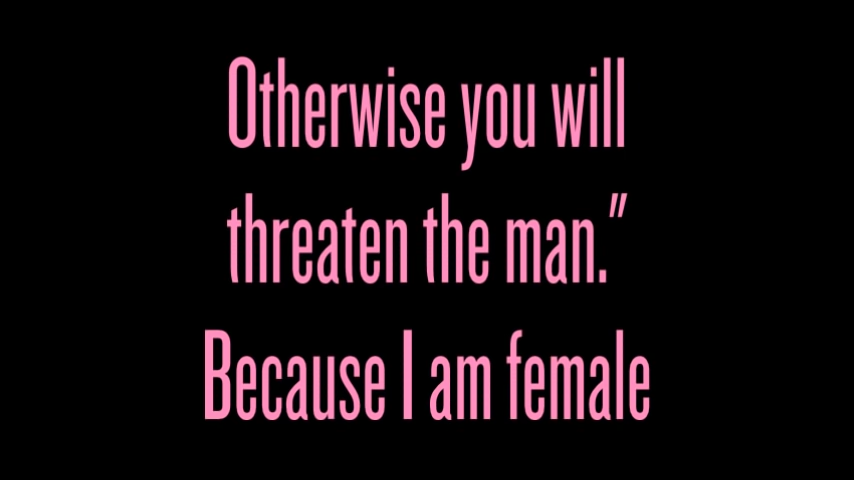 Otherwise you will
threaten the man.”
Because I am female